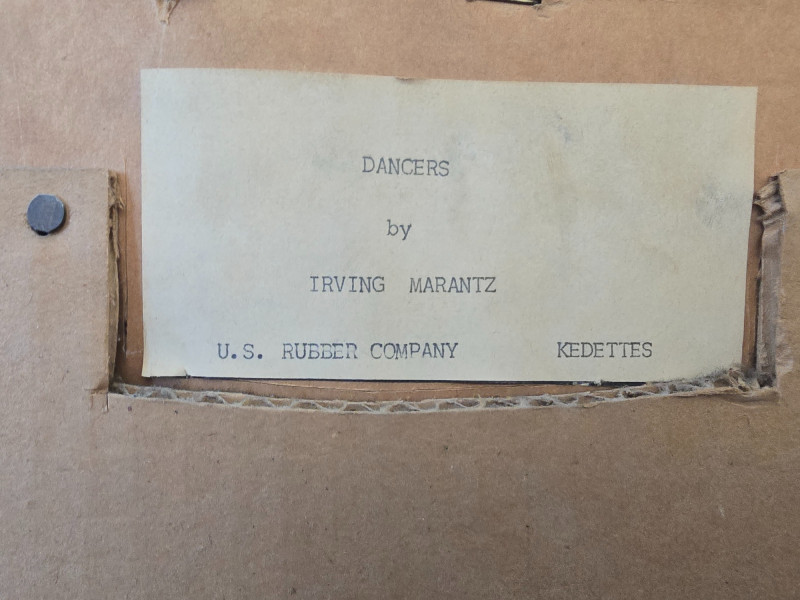 DANCERS
by
IRVING MARANTZ
U.S. RUBBER COMPANY KEDETTES